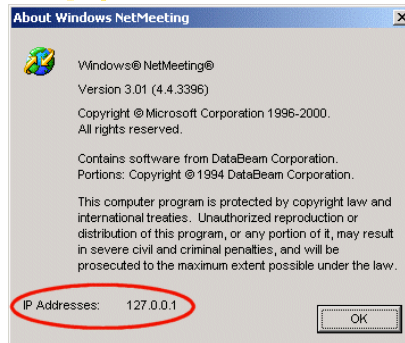 About Windows NetMeeting
Windows® NetMeeting®
Version 3.01 (4.4.3396)
Copyright © Microsoft Corporation 1996-2000.
All rights reserved.
Contains software from DataBeam Corporation.
Portions: Copyright © 1994 DataBeam Corporation.
This computer program is protected by copyright law and
international treaties. Unauthorized reproduction or
distribution of this program, or any portion of it, may result
in severe civil and criminal penalties, and will be
prosecuted to the maximum extent possible under the law.
IP Addresses: 127.0.0.1
OK